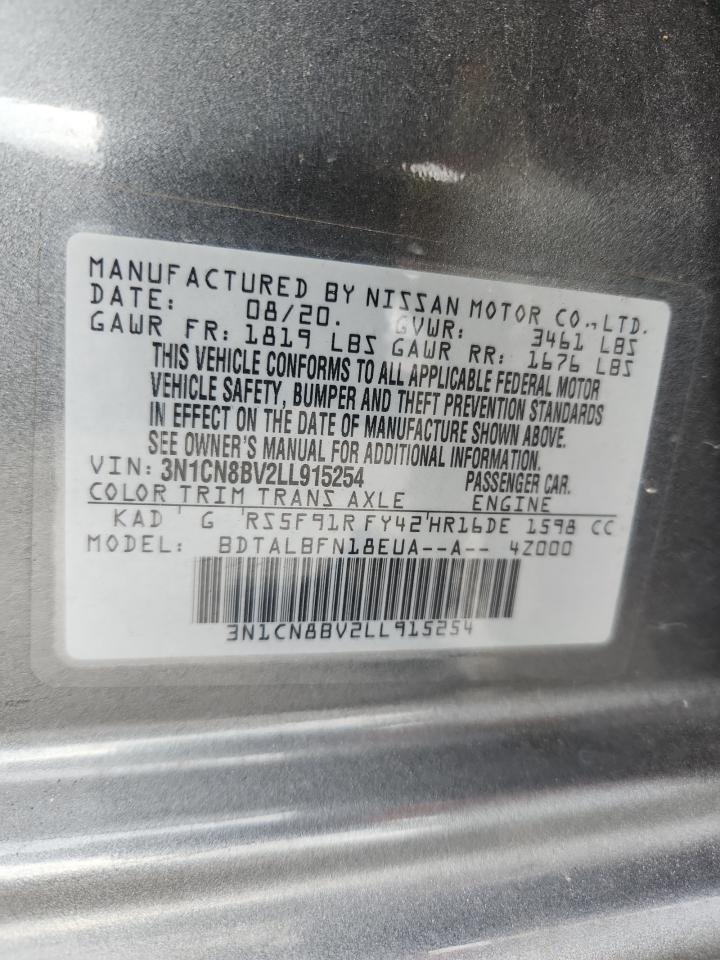 MANUFACTURED BY NISSAN MOTOR CO.,LTD.
DATE: 08/20. GVWR: 3461 LBS
GAWR FR: 1819 LBS GAWR RR: 1676 LBS
THIS VEHICLE CONFORMS TO ALL APPLICABLE FEDERAL MOTOR
VEHICLE SAFETY, BUMPER AND THEFT PREVENTION STANDARDS
IN EFFECT ON THE DATE OF MANUFACTURE SHOWN ABOVE.
SEE OWNER'S MANUAL FOR ADDITIONAL INFORMATION.
VIN: 3N1CN8BV2LL915254 PASSENGER CAR.
COLOR TRIM TRANS AXLE ENGINE
KAD G RS5F91R FY42 HR16DE 1598 CC
MODEL: BDTALBFN18EUA--A-- 4Z000
3N1CN8BV2LL915254